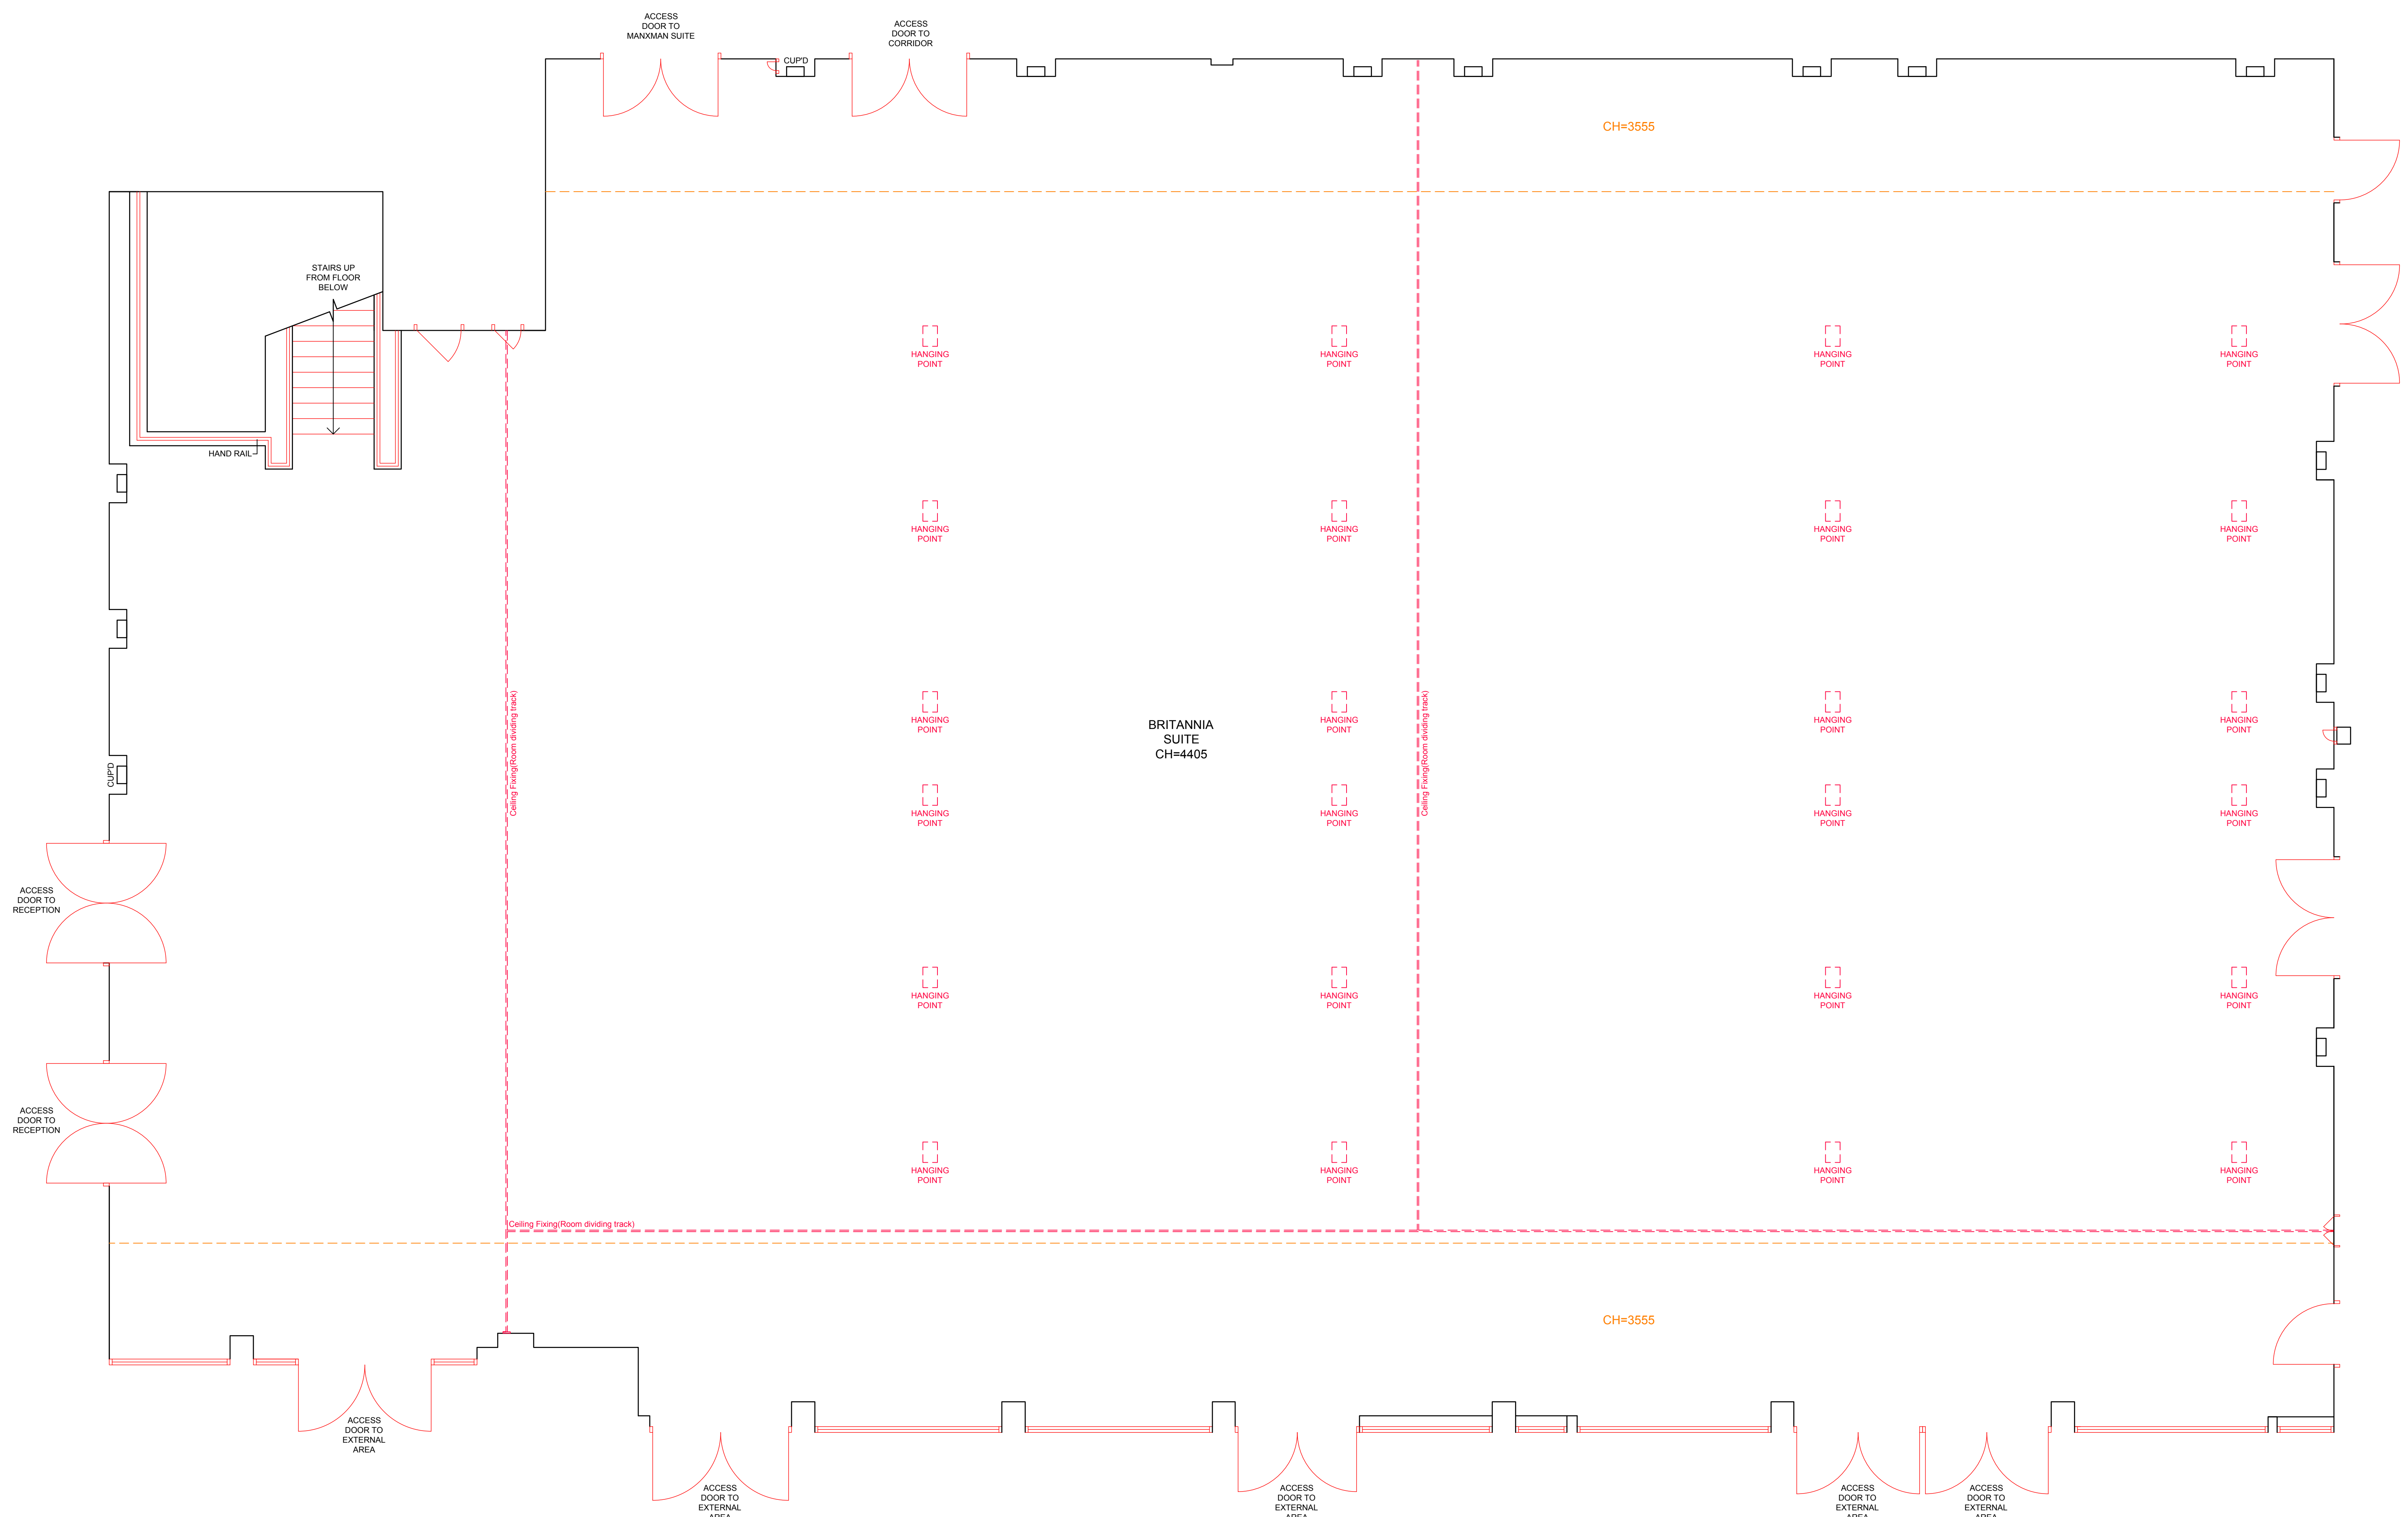 ACCESS
DOOR TO
MANXMAN SUITE
ACCESS
DOOR TO
CORRIDOR
CUP'D
CH=3555
STAIRS UP
FROM FLOOR
BELOW
HAND RAIL
HANGING
POINT
HANGING
POINT
HANGING
POINT
HANGING
POINT
HANGING
POINT
HANGING
POINT
HANGING
POINT
HANGING
POINT
HANGING
POINT
HANGING
POINT
HANGING
POINT
HANGING
POINT
BRITANNIA
SUITE
CH=4405
Ceiling Fixing(Room dividing track)
Ceiling Fixing(Room dividing track)
CUP'D
HANGING
POINT
HANGING
POINT
HANGING
POINT
HANGING
POINT
ACCESS
DOOR TO
RECEPTION
HANGING
POINT
HANGING
POINT
HANGING
POINT
HANGING
POINT
ACCESS
DOOR TO
RECEPTION
HANGING
POINT
HANGING
POINT
HANGING
POINT
HANGING
POINT
Ceiling Fixing(Room dividing track)
CH=3555
ACCESS
DOOR TO
EXTERNAL
AREA
ACCESS
DOOR TO
EXTERNAL
AREA
ACCESS
DOOR TO
EXTERNAL
AREA
ACCESS
DOOR TO
EXTERNAL
AREA
ACCESS
DOOR TO
EXTERNAL
AREA